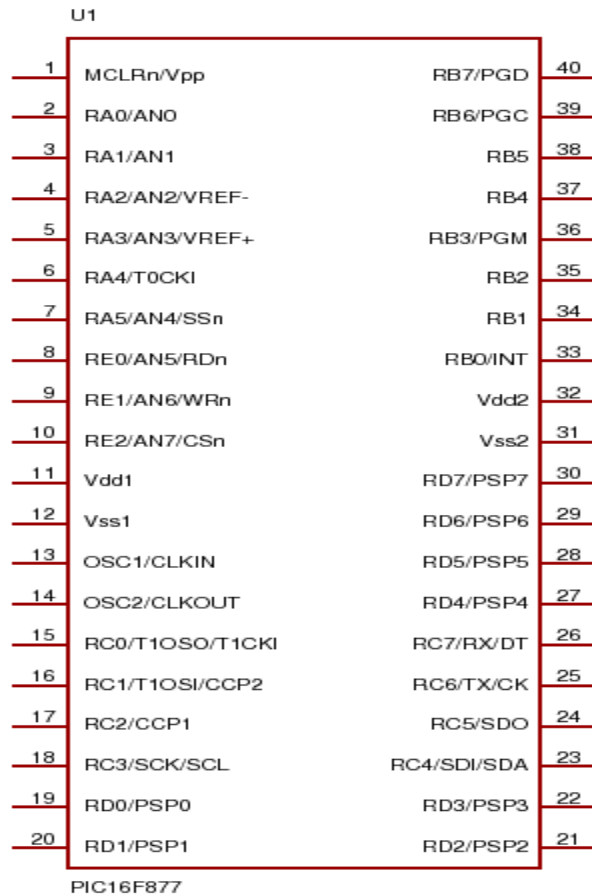 U1
1 MCLRn/Vpp RB7/PGD 40
2 RA0/AN0 RB6/PGC 39
3 RA1/AN1 RB5 38
4 RA2/AN2/VREF- RB4 37
5 RA3/AN3/VREF+ RB3/PGM 36
6 RA4/T0CKI RB2 35
7 RA5/AN4/SSn RB1 34
8 RE0/AN5/RDn RB0/INT 33
9 RE1/AN6/WRn Vdd2 32
10 RE2/AN7/CSn Vss2 31
11 Vdd1 RD7/PSP7 30
12 Vss1 RD6/PSP6 29
13 OSC1/CLKIN RD5/PSP5 28
14 OSC2/CLKOUT RD4/PSP4 27
15 RC0/T1OSO/T1CKI RC7/RX/DT 26
16 RC1/T1OSI/CCP2 RC6/TX/CK 25
17 RC2/CCP1 RC5/SDO 24
18 RC3/SCK/SCL RC4/SDI/SDA 23
19 RD0/PSP0 RD3/PSP3 22
20 RD1/PSP1 RD2/PSP2 21
PIC16F877